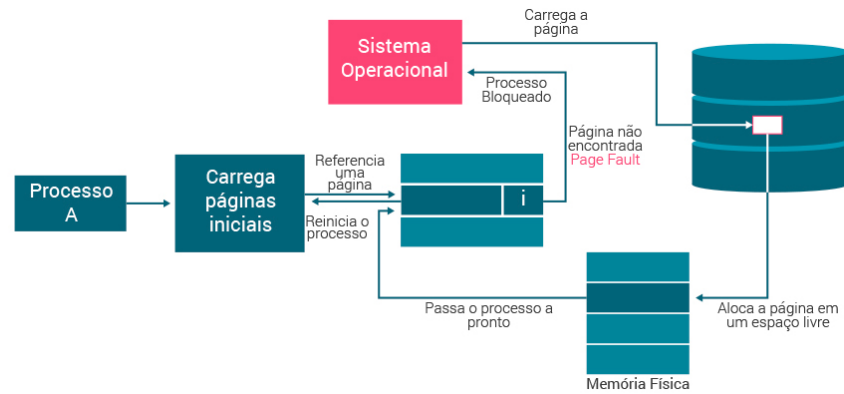 Carrega a
página
Sistema
Operacional
Processo
Bloqueado
Página não
encontrada
Page Fault
Processo
A
Carrega
páginas
iniciais
Referencia
uma
página
Reinicia o
processo
i
Passa o processo a
pronto
Aloca a página em
um espaço livre
Memória Física